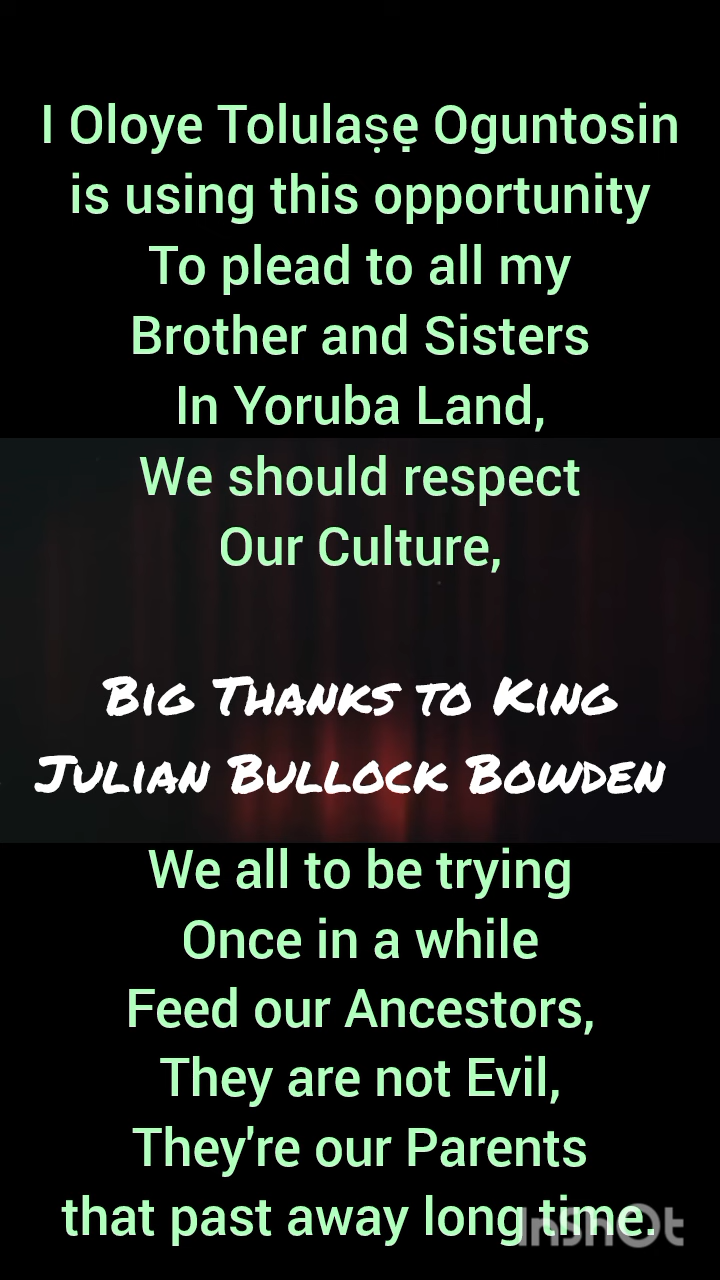 I Oloye Tolulaṣẹ Oguntosin
is using this opportunity
To plead to all my
Brother and Sisters
In Yoruba Land,
We should respect
Our Culture,
Big Thanks to King
Julian Bullock Bowden
We all to be trying
Once in a while
Feed our Ancestors,
They are not Evil,
They're our Parents
that past away long time.
InShot